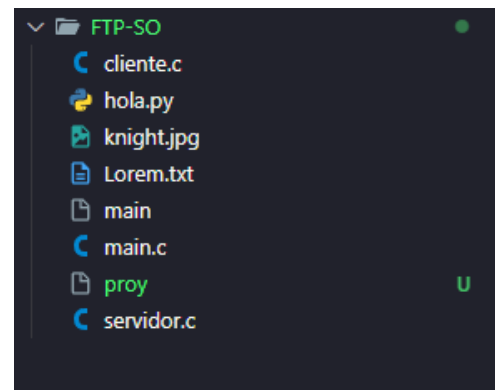 FTP-SO
cliente.c
hola.py
knight.jpg
Lorem.txt
main
main.c
proy U
servidor.c